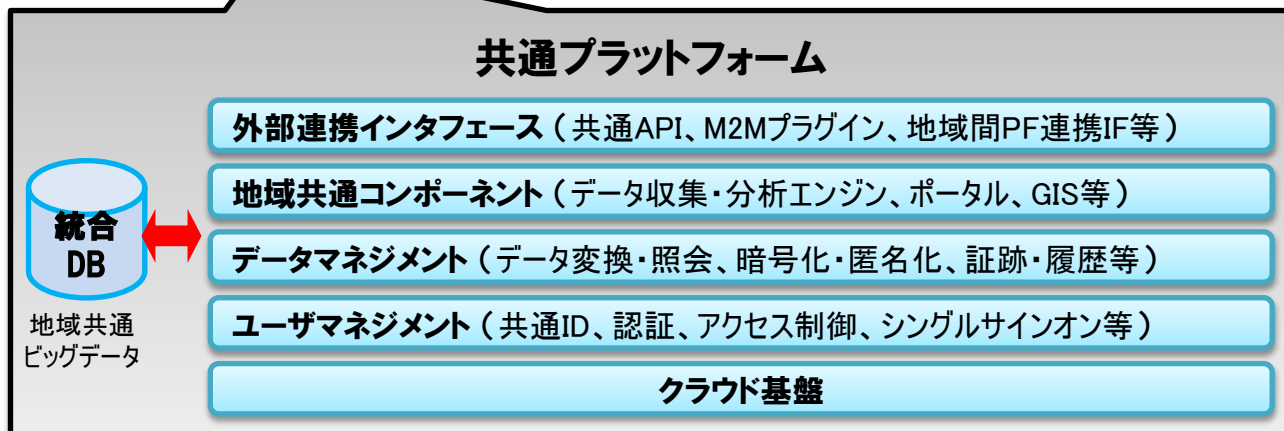 共通プラットフォーム
外部連携インタフェース（共通API、M2Mプラグイン、地域間PF連携IF等）
地域共通コンポーネント（データ収集・分析エンジン、ポータル、GIS等）
統合
DB
データマネジメント（データ変換・照会、暗号化・匿名化、証跡・履歴等）
ユーザマネジメント（共通ID、認証、アクセス制御、シングルサインオン等）
地域共通
ビッグデータ
クラウド基盤